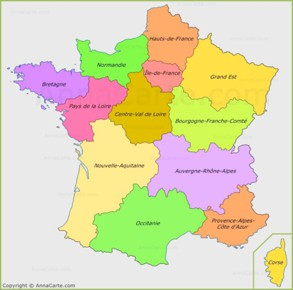 Hauts-de-France
Normandie
Île-de-France
Grand Est
Bretagne
Pays de la Loire
Centre-Val de Loire
Bourgogne-Franche-Comté
Nouvelle-Aquitaine
Auvergne-Rhône-Alpes
Occitanie
Provence-Alpes-
Côte d'Azur
Corse
Copyright © AnnaCarte.com